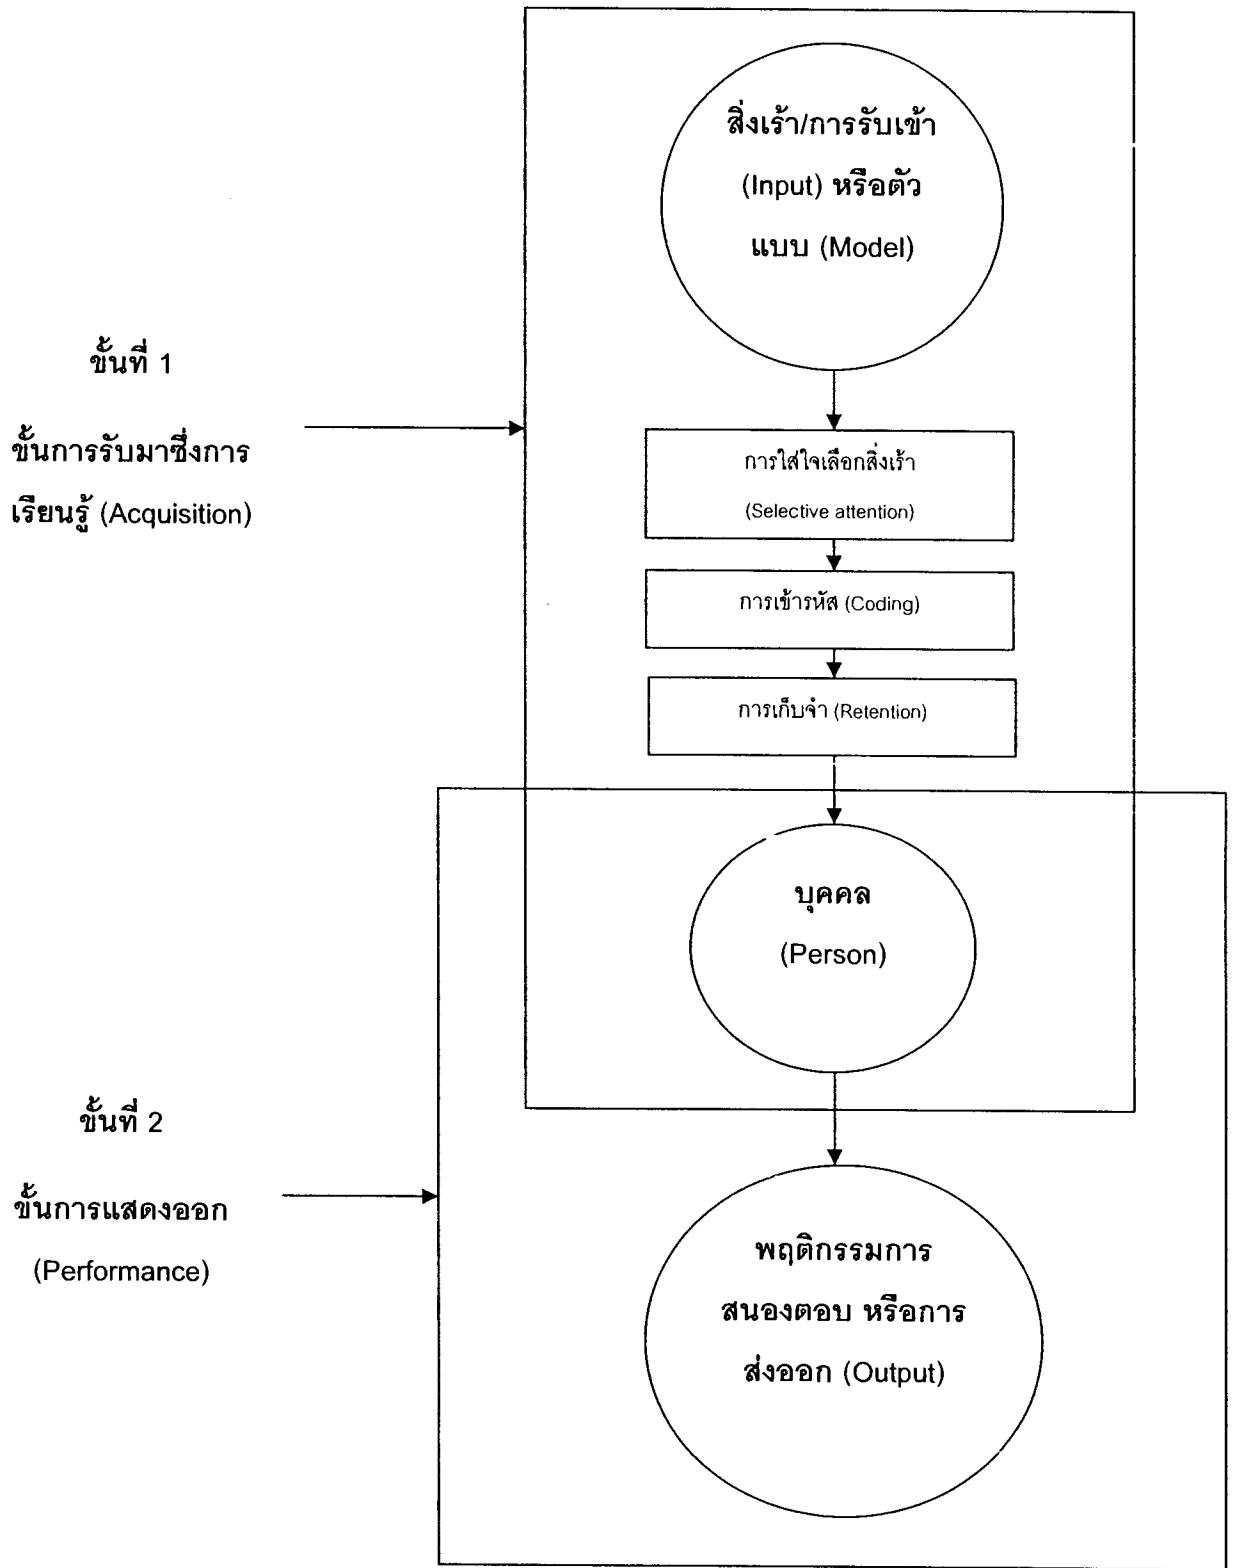 สิ่งเร้า/การรับเข้า
(Input) หรือตัว
แบบ (Model)
ขั้นที่ 1
ขั้นการรับมาซึ่งการ
เรียนรู้ (Acquisition)
การใส่ใจเลือกสิ่งเร้า
(Selective attention)
การเข้ารหัส (Coding)
การเก็บจำ (Retention)
บุคคล
(Person)
ขั้นที่ 2
ขั้นการแสดงออก
(Performance)
พฤติกรรมการ
สนองตอบ หรือการ
ส่งออก (Output)